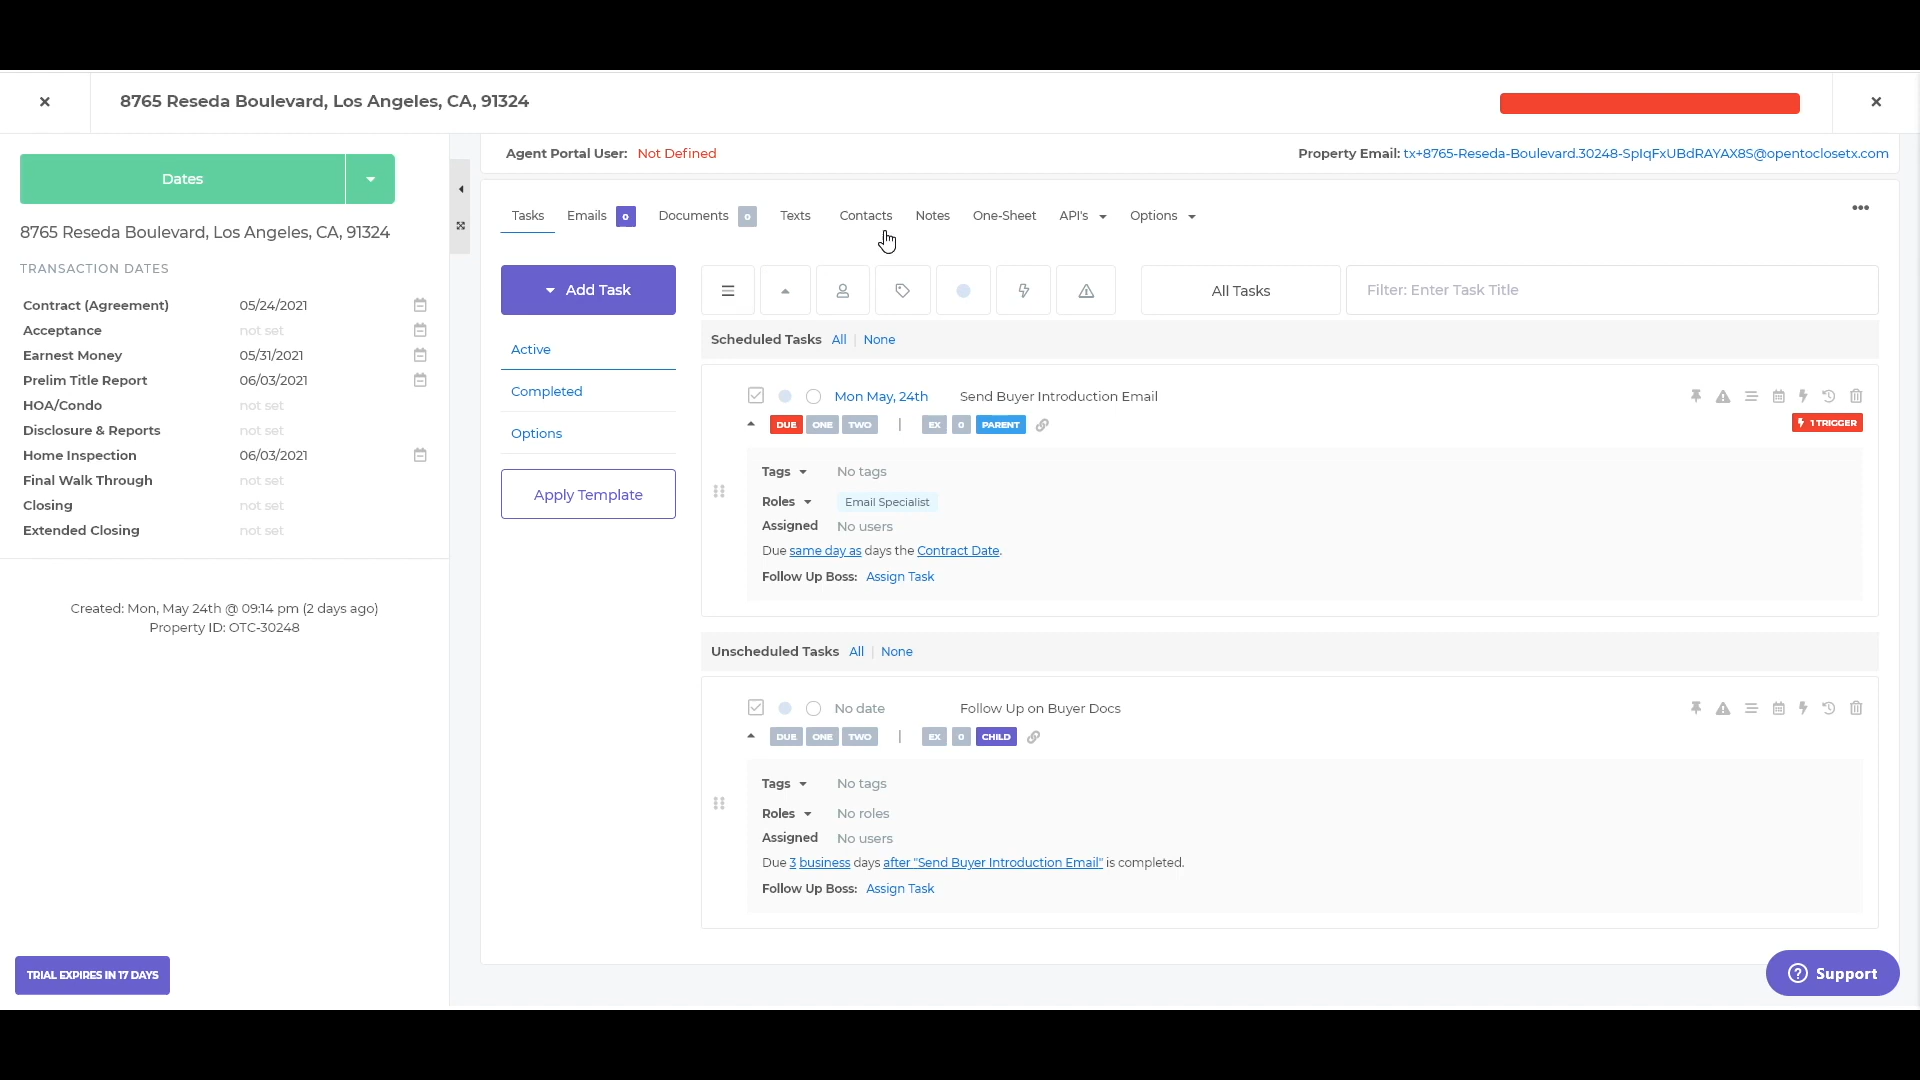 8765 Reseda Boulevard, Los Angeles, CA, 91324
Agent Portal User: Not Defined
Property Email: tx+8765-Reseda-Boulevard.30248-SplqFxUBdRAYAX8S@opentoclosetx.com
Dates
8765 Reseda Boulevard, Los Angeles, CA, 91324
TRANSACTION DATES
Contract (Agreement) 05/24/2021
Acceptance not set
Earnest Money 05/31/2021
Prelim Title Report 06/03/2021
HOA/Condo not set
Disclosure & Reports not set
Home Inspection 06/03/2021
Final Walk Through not set
Closing not set
Extended Closing not set
Created: Mon, May 24th @ 09:14 pm (2 days ago)
Property ID: OTC-30248
TRIAL EXPIRES IN 17 DAYS
Tasks Emails 0 Documents 0 Texts Contacts Notes One-Sheet API's Options
Add Task
Active
Completed
Options
Apply Template
All Tasks
Filter: Enter Task Title
Scheduled Tasks All | None
Mon May, 24th Send Buyer Introduction Email
DUE ONE TWO | EX 0 PARENT
1 TRIGGER
Tags No tags
Roles Email Specialist
Assigned No users
Due same day as days the Contract Date.
Follow Up Boss: Assign Task
Unscheduled Tasks All | None
No date Follow Up on Buyer Docs
DUE ONE TWO | EX 0 CHILD
Tags No tags
Roles No roles
Assigned No users
Due 3 business days after "Send Buyer Introduction Email" is completed.
Follow Up Boss: Assign Task
Support